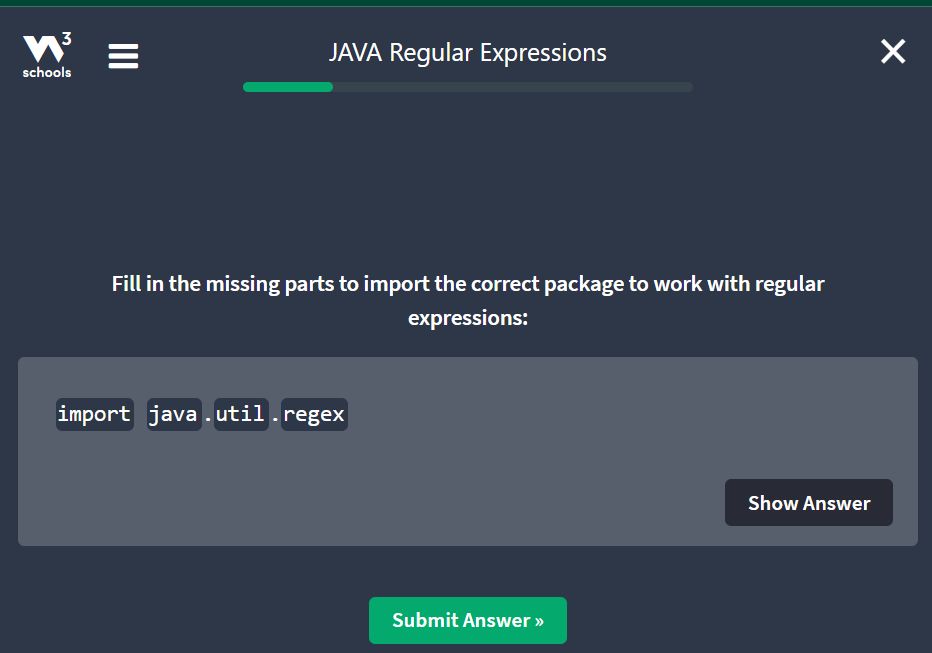 3
schools
JAVA Regular Expressions
Fill in the missing parts to import the correct package to work with regular
expressions:
import java.util.regex
Show Answer
Submit Answer »